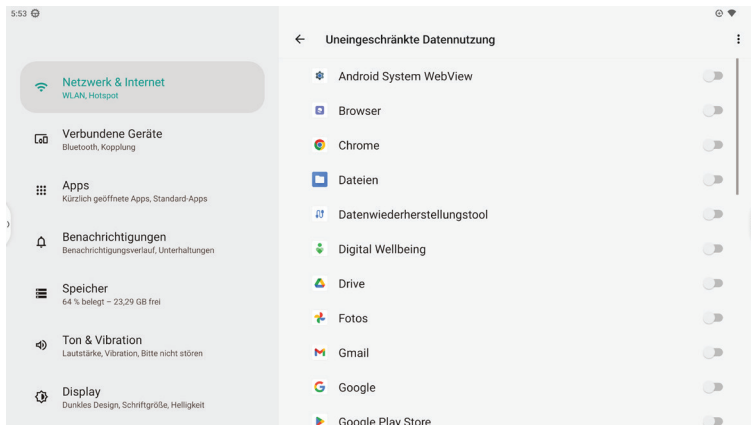 5:53
Netzwerk & Internet
WLAN, Hotspot
Verbundene Geräte
Bluetooth, Kopplung
Apps
Kürzlich geöffnete Apps, Standard-Apps
Benachrichtigungen
Benachrichtigungsverlauf, Unterhaltungen
Speicher
64 % belegt – 23,29 GB frei
Ton & Vibration
Lautstärke, Vibration, Bitte nicht stören
Display
Dunkles Design, Schriftgröße, Helligkeit
Uneingeschränkte Datennutzung
Android System WebView
Browser
Chrome
Dateien
Datenwiederherstellungstool
Digital Wellbeing
Drive
Fotos
Gmail
Google
Google Play Store